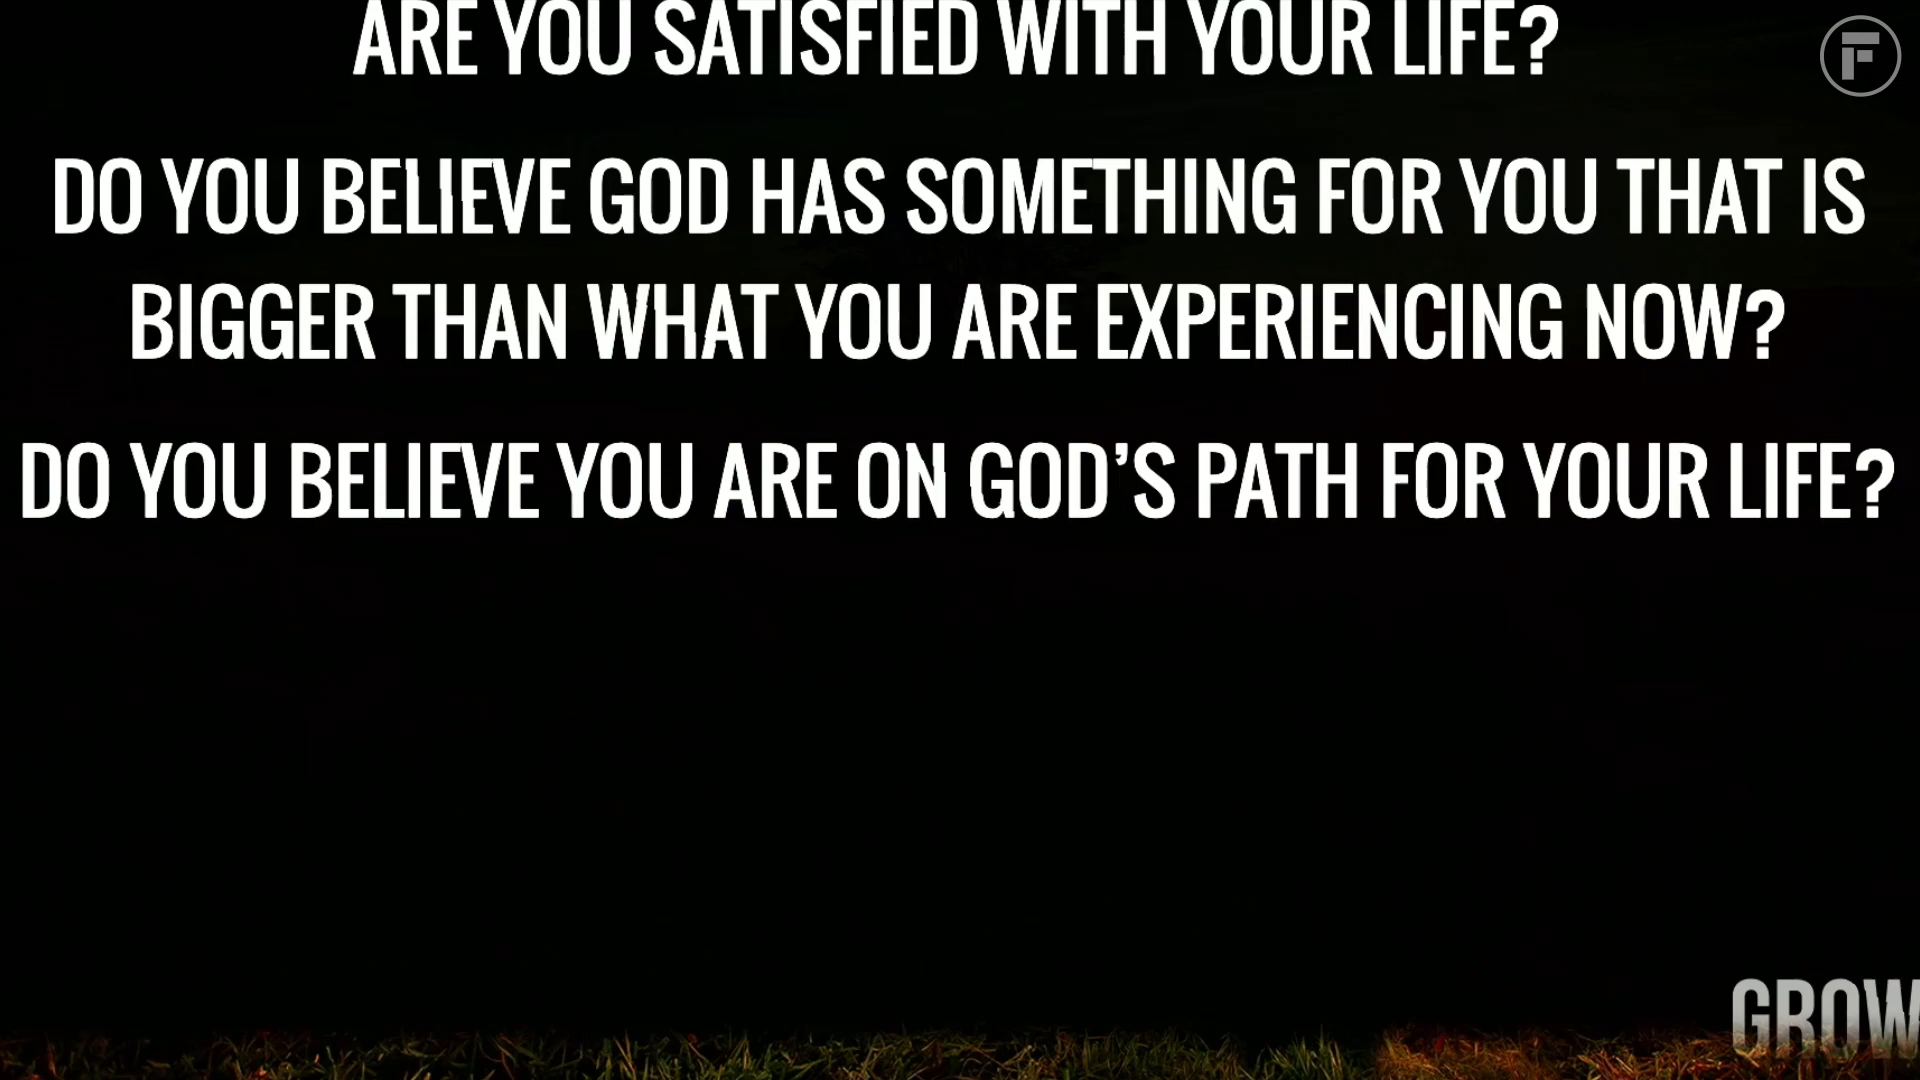 ARE YOU SATISFIED WITH YOUR LIFE?
DO YOU BELIEVE GOD HAS SOMETHING FOR YOU THAT IS
BIGGER THAN WHAT YOU ARE EXPERIENCING NOW?
DO YOU BELIEVE YOU ARE ON GOD'S PATH FOR YOUR LIFE?
GROW